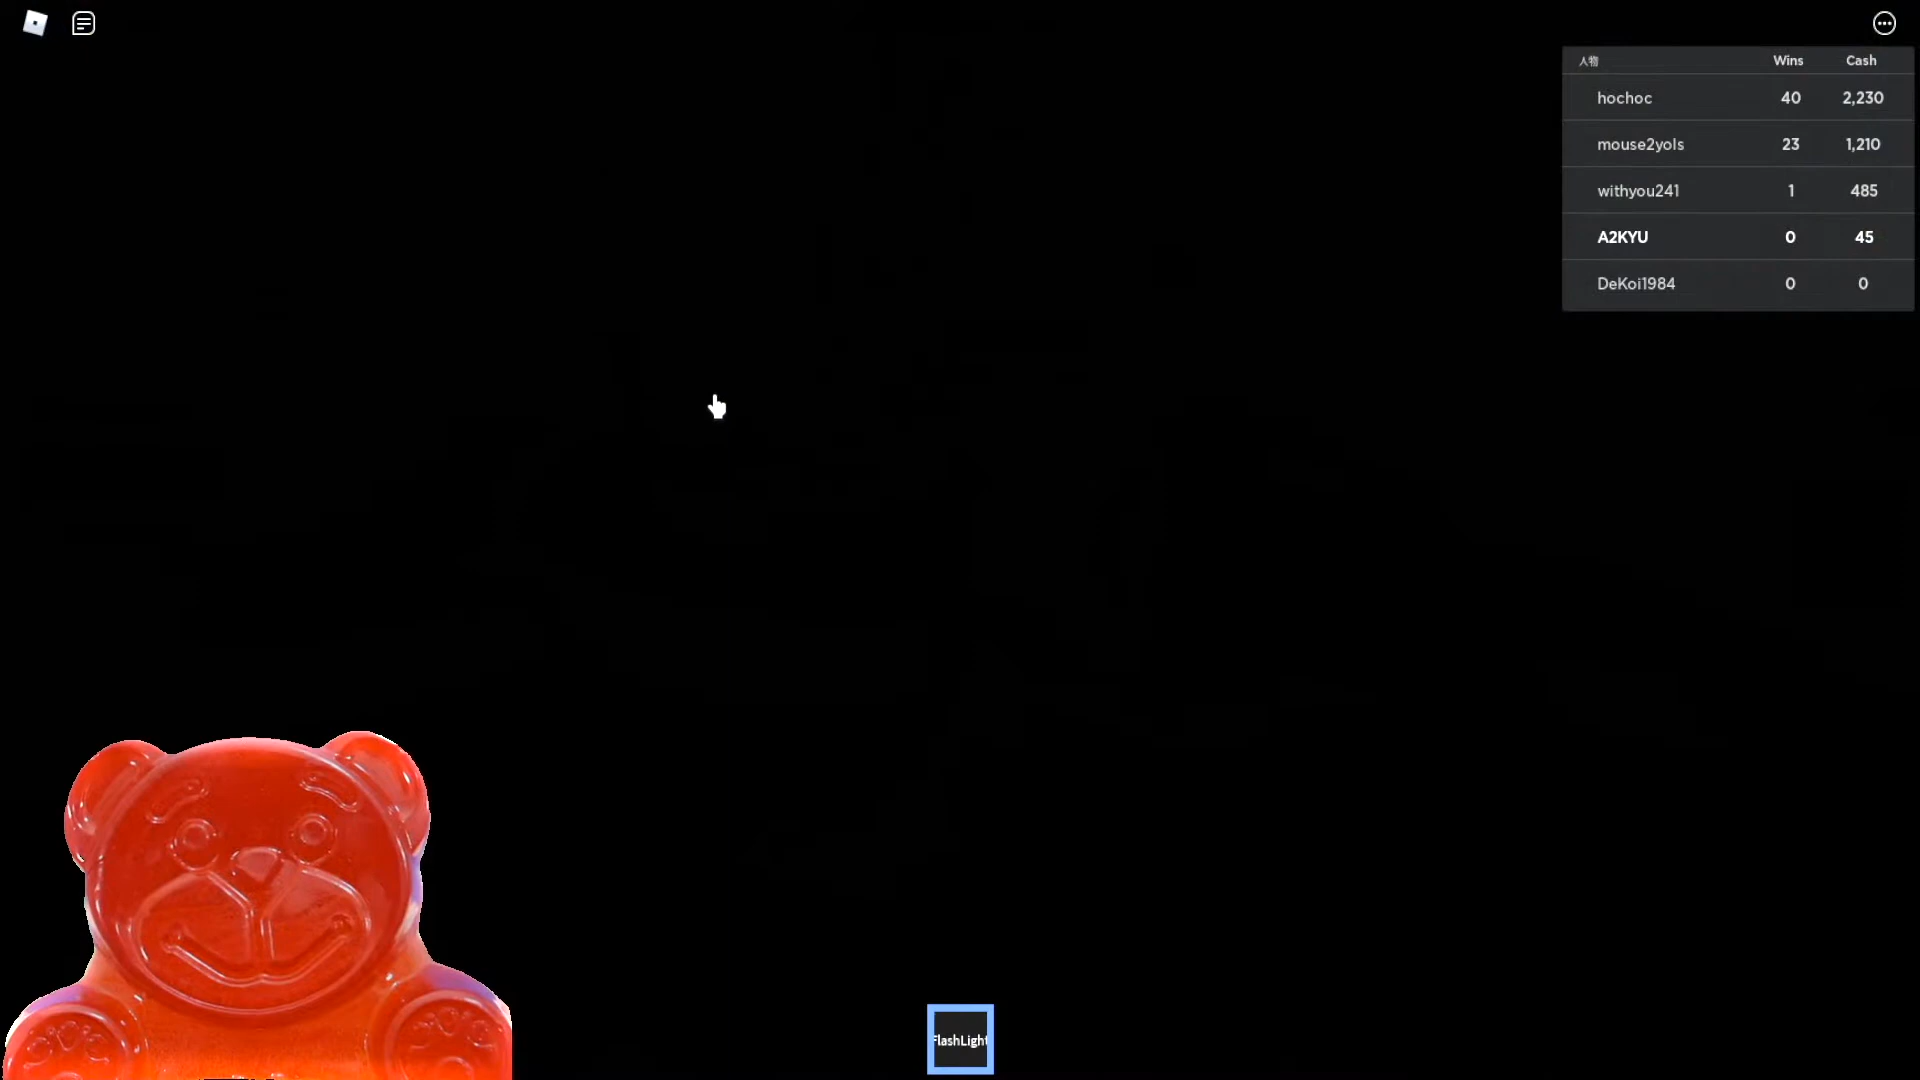 人物 Wins Cash
hochoc 40 2,230
mouse2yols 23 1,210
withyou241 1 485
A2KYU 0 45
DeKoi1984 0 0
FlashLight